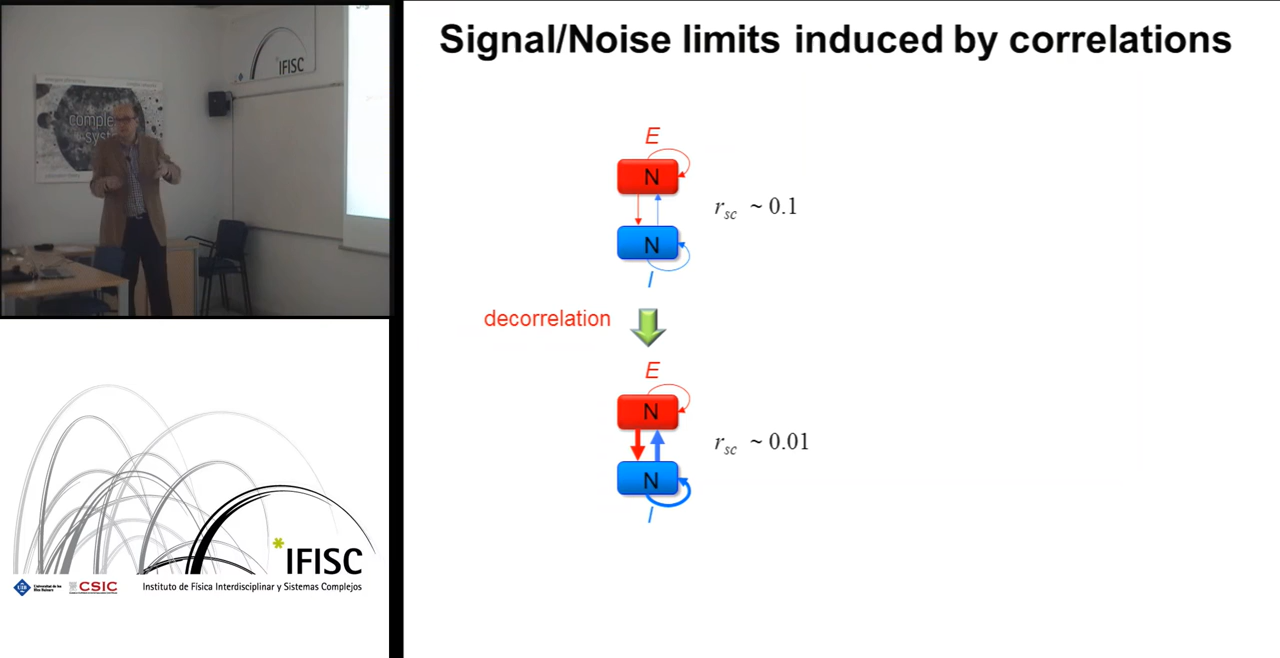 Signal/Noise limits induced by correlations
E
N
r_sc ~ 0.1
N
I
decorrelation
E
N
r_sc ~ 0.01
N
I
IFISC
comple
syst
*IFISC
CSIC
Instituto de Física Interdisciplinar y Sistemas Complejos